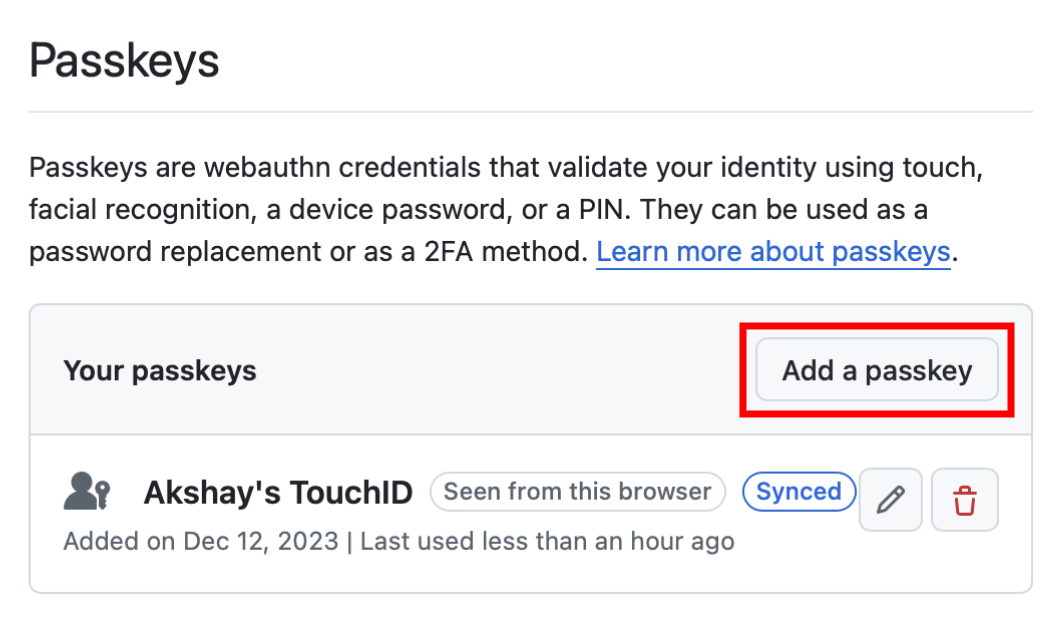 Passkeys
Passkeys are webauthn credentials that validate your identity using touch,
facial recognition, a device password, or a PIN. They can be used as a
password replacement or as a 2FA method. Learn more about passkeys.
Your passkeys
Add a passkey
Akshay's TouchID Seen from this browser Synced
Added on Dec 12, 2023 | Last used less than an hour ago